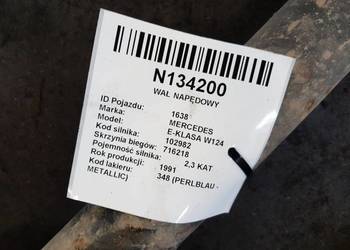 N134200
WAŁ NAPĘDOWY
ID Pojazdu: 1638
Marka: MERCEDES
Model: E-KLASA W124
Kod silnika: 102982
Skrzynia biegów: 716218
Pojemność silnika: 2,3 KAT
Rok produkcji: 1991
Kod lakieru: 348 (PERLBLAU -
METALLIC)